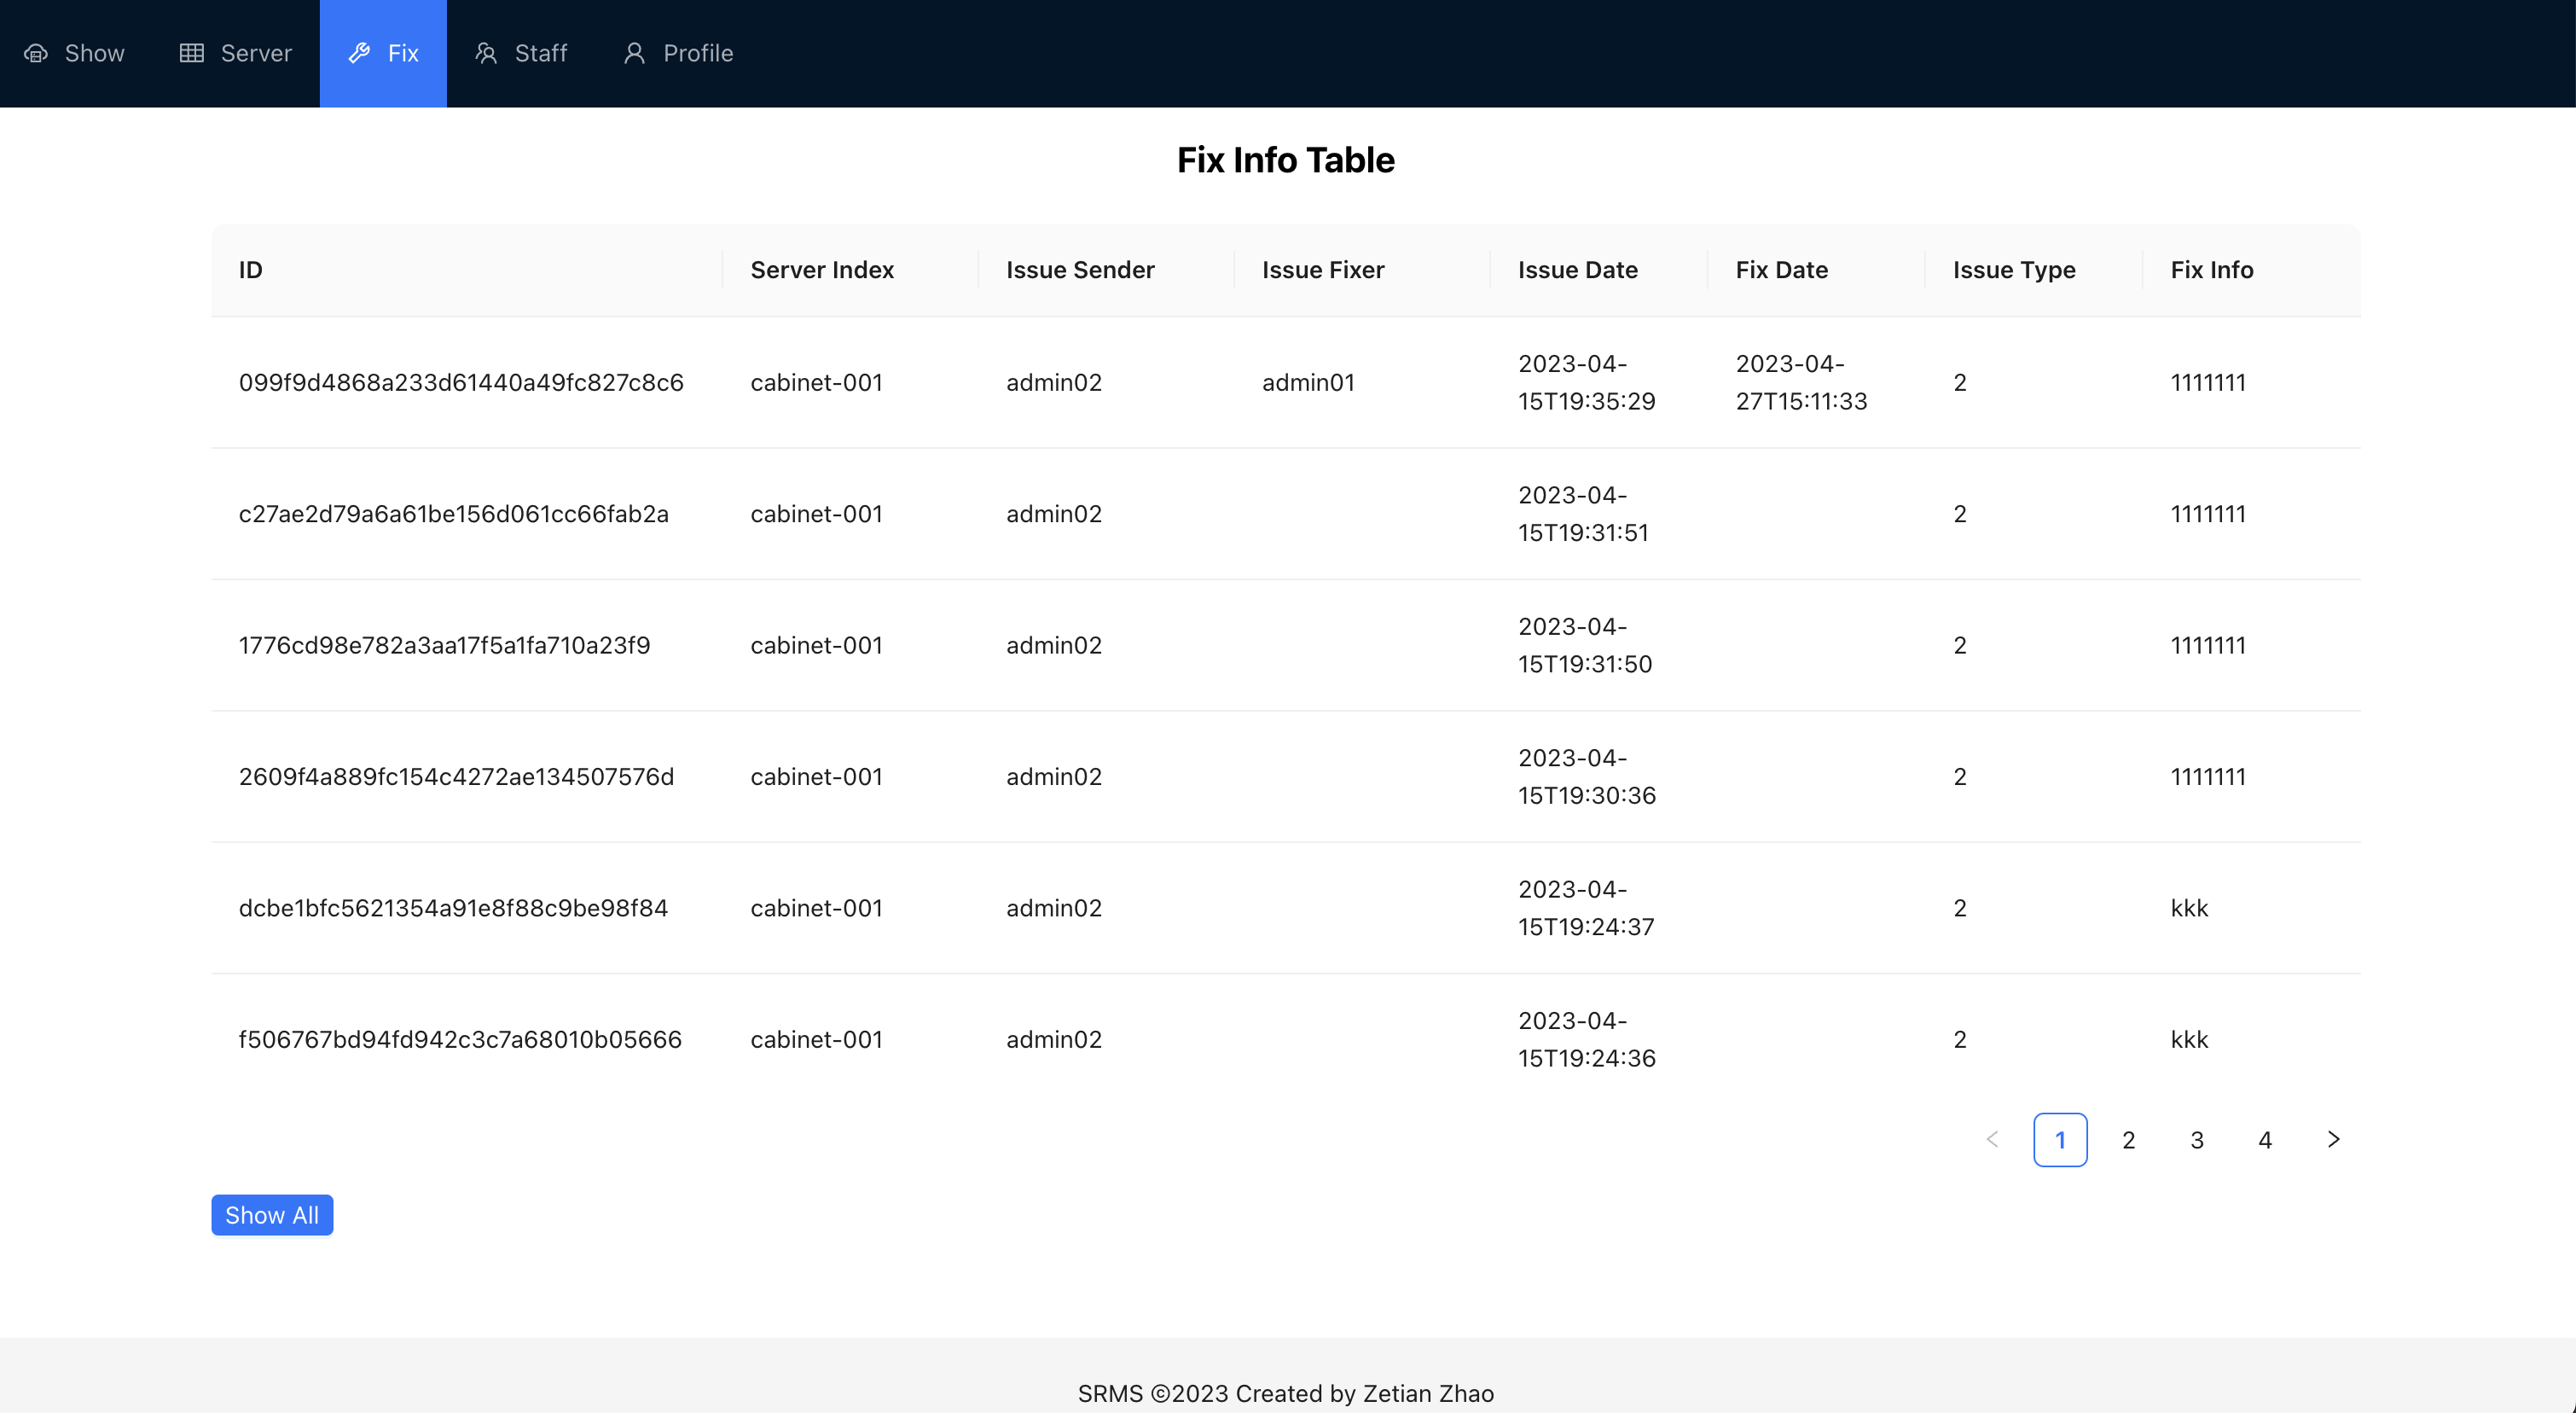 Show Server Fix Staff Profile
Fix Info Table
ID Server Index Issue Sender Issue Fixer Issue Date Fix Date Issue Type Fix Info
099f9d4868a233d61440a49fc827c8c6 cabinet-001 admin02 admin01 2023-04- 2023-04- 2 1111111
15T19:35:29 27T15:11:33
c27ae2d79a6a61be156d061cc66fab2a cabinet-001 admin02 2023-04- 2 1111111
15T19:31:51
1776cd98e782a3aa17f5a1fa710a23f9 cabinet-001 admin02 2023-04- 2 1111111
15T19:31:50
2609f4a889fc154c4272ae134507576d cabinet-001 admin02 2023-04- 2 1111111
15T19:30:36
dcbe1bfc5621354a91e8f88c9be98f84 cabinet-001 admin02 2023-04- 2 kkk
15T19:24:37
f506767bd94fd942c3c7a68010b05666 cabinet-001 admin02 2023-04- 2 kkk
15T19:24:36
< 1 2 3 4 >
Show All
SRMS ©2023 Created by Zetian Zhao